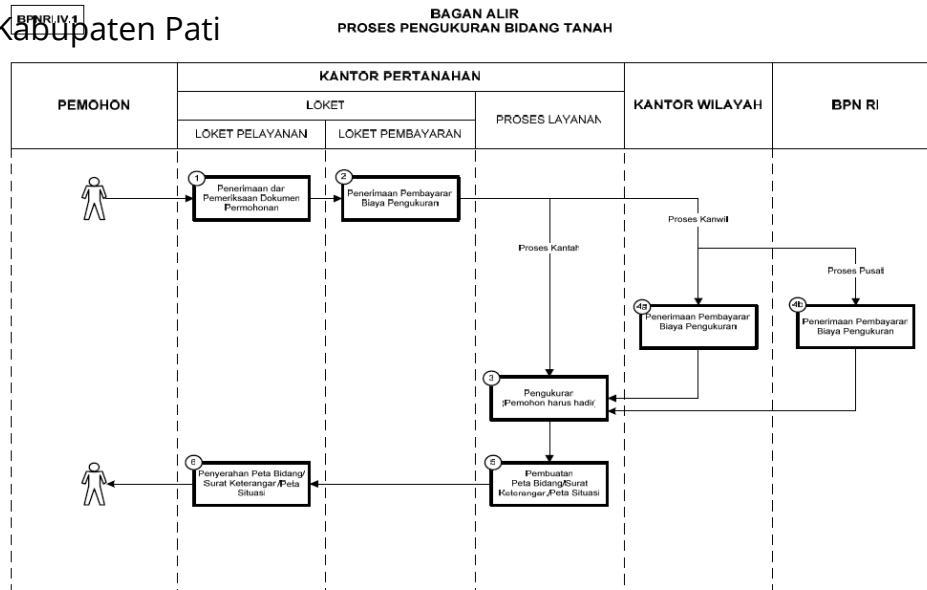 BPNRI.IV.1
Kabupaten Pati
BAGAN ALIR
PROSES PENGUKURAN BIDANG TANAH
PEMOHON
KANTOR PERTANAHAN
KANTOR WILAYAH
BPN RI
LOKET
PROSES LAYANAN
LOKET PELAYANAN
LOKET PEMBAYARAN
1
Penerimaan dan
Pemeriksaan Dokumen
Permohonan
2
Penerimaan Pembayaran
Biaya Pengukuran
Proses Kanwil
Proses Kantah
Proses Pusat
4a
Penerimaan Pembayaran
Biaya Pengukuran
4b
Penerimaan Pembayaran
Biaya Pengukuran
3
Pengukuran
(Pemohon harus hadir)
6
Penyerahan Peta Bidang/
Surat Keterangan/Peta
Situasi
5
Pembuatan
Peta Bidang/Surat
Keterangan/Peta Situasi